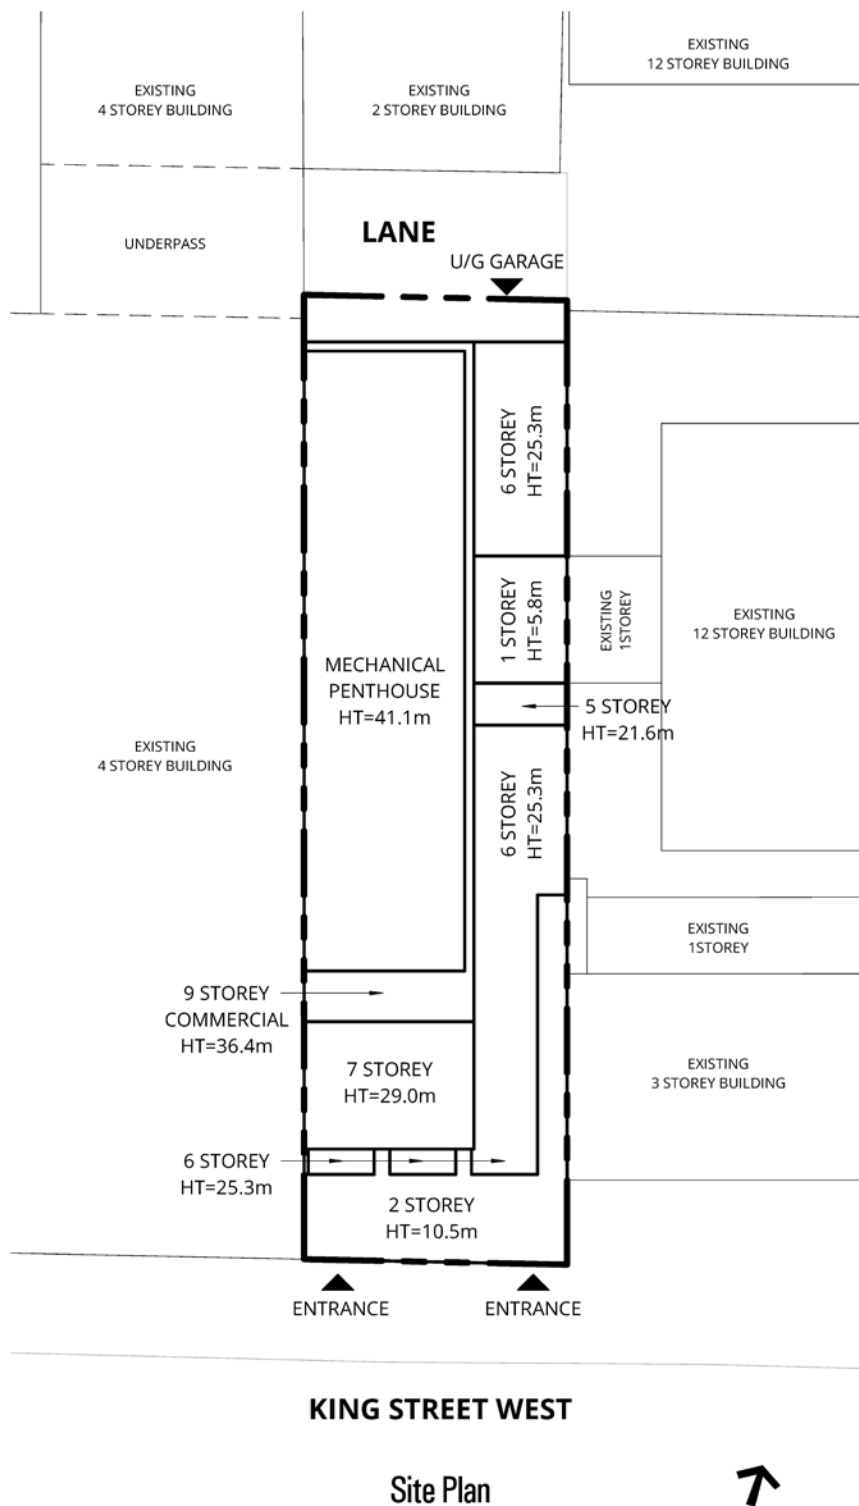 EXISTING
12 STOREY BUILDING
EXISTING
4 STOREY BUILDING
EXISTING
2 STOREY BUILDING
UNDERPASS
LANE
U/G GARAGE
6 STOREY
HT=25.3m
1 STOREY
HT=5.8m
EXISTING
1STOREY
EXISTING
12 STOREY BUILDING
MECHANICAL
PENTHOUSE
HT=41.1m
5 STOREY
HT=21.6m
EXISTING
4 STOREY BUILDING
6 STOREY
HT=25.3m
EXISTING
1STOREY
9 STOREY
COMMERCIAL
HT=36.4m
7 STOREY
HT=29.0m
EXISTING
3 STOREY BUILDING
6 STOREY
HT=25.3m
2 STOREY
HT=10.5m
ENTRANCE
ENTRANCE
KING STREET WEST
Site Plan